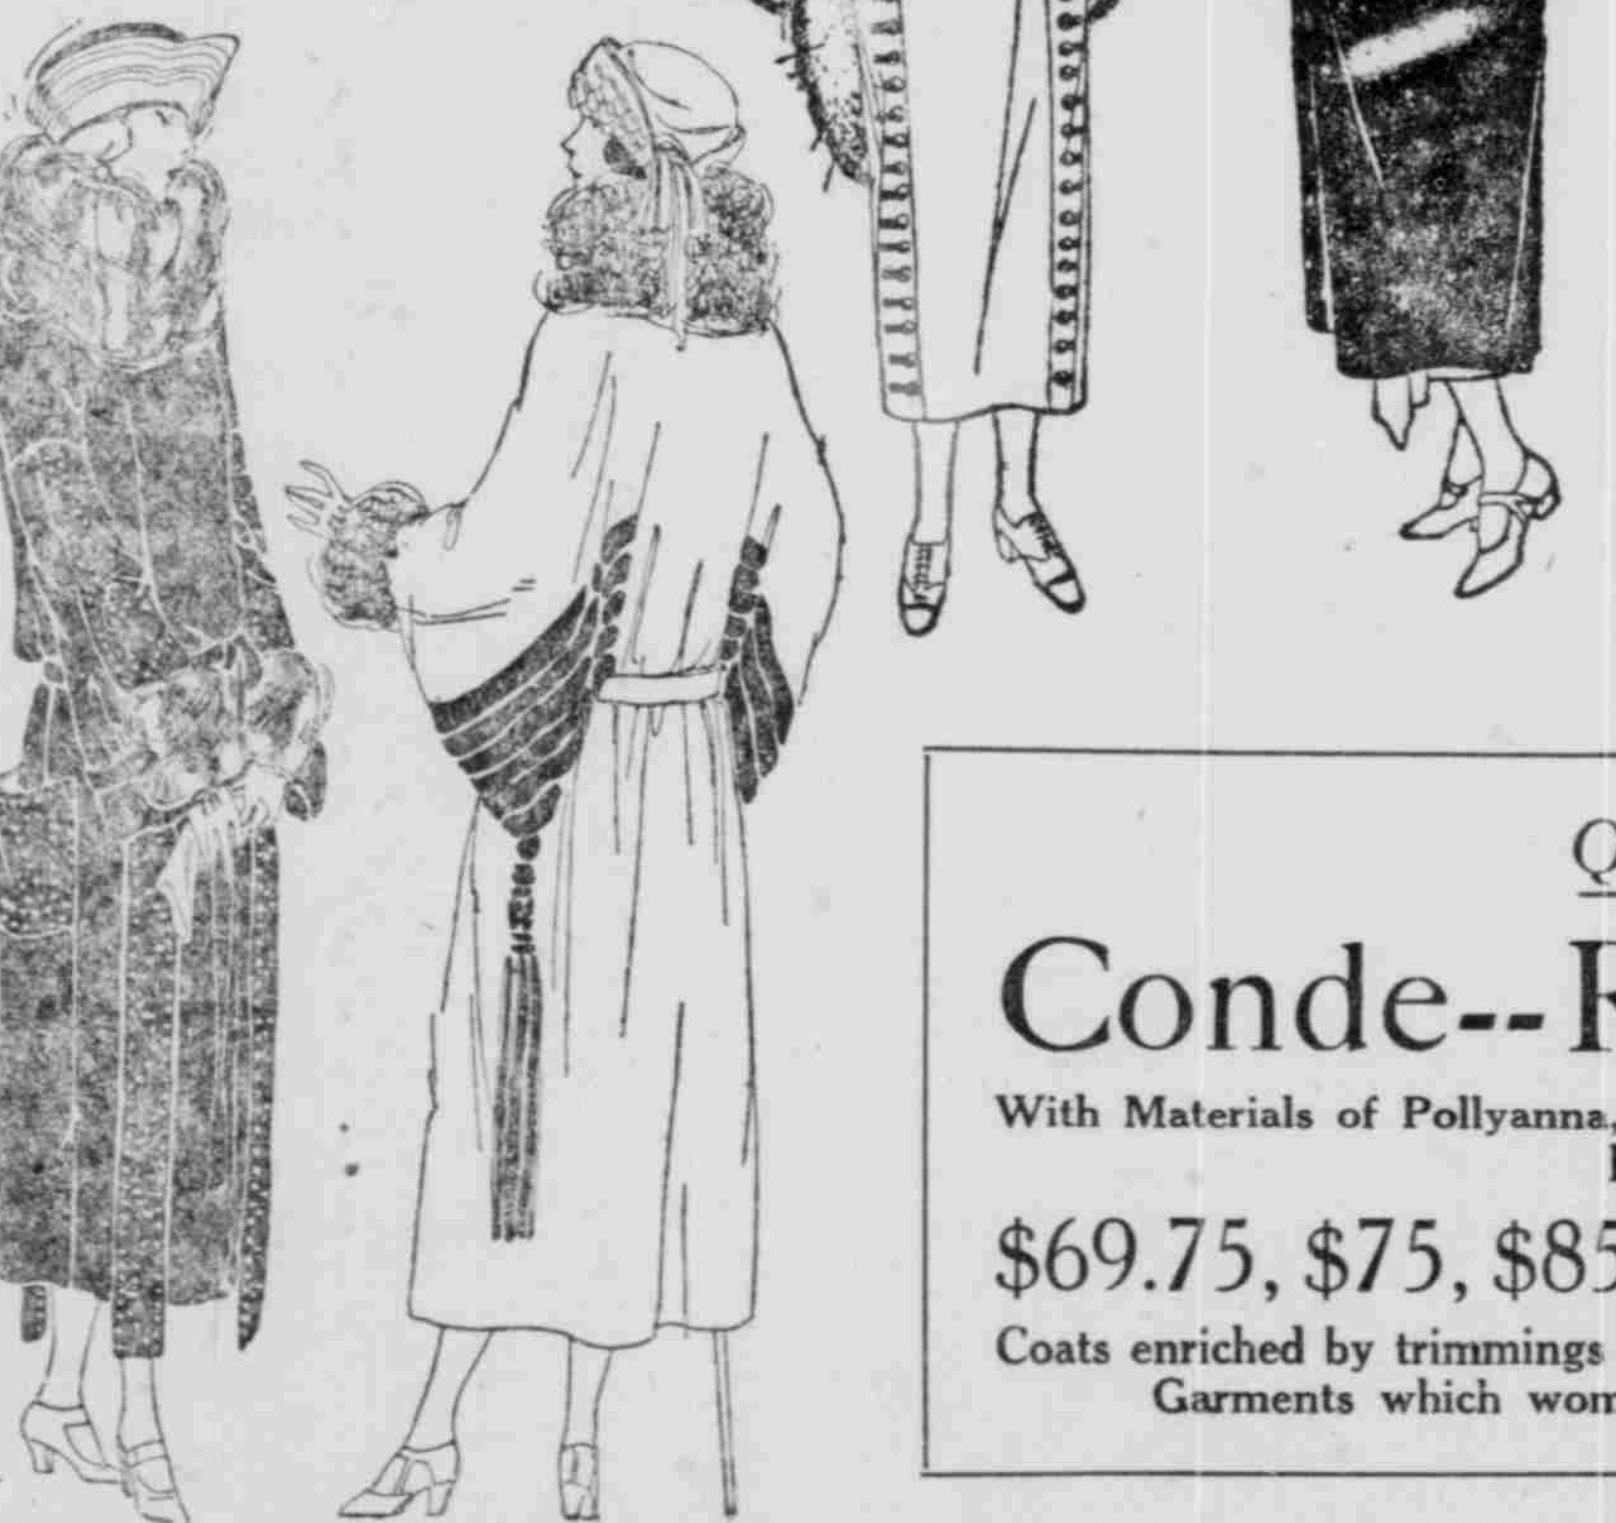 Q
Conde--R
With Materials of Pollyanna,
$69.75, $75, $85
Coats enriched by trimmings
Garments which wom